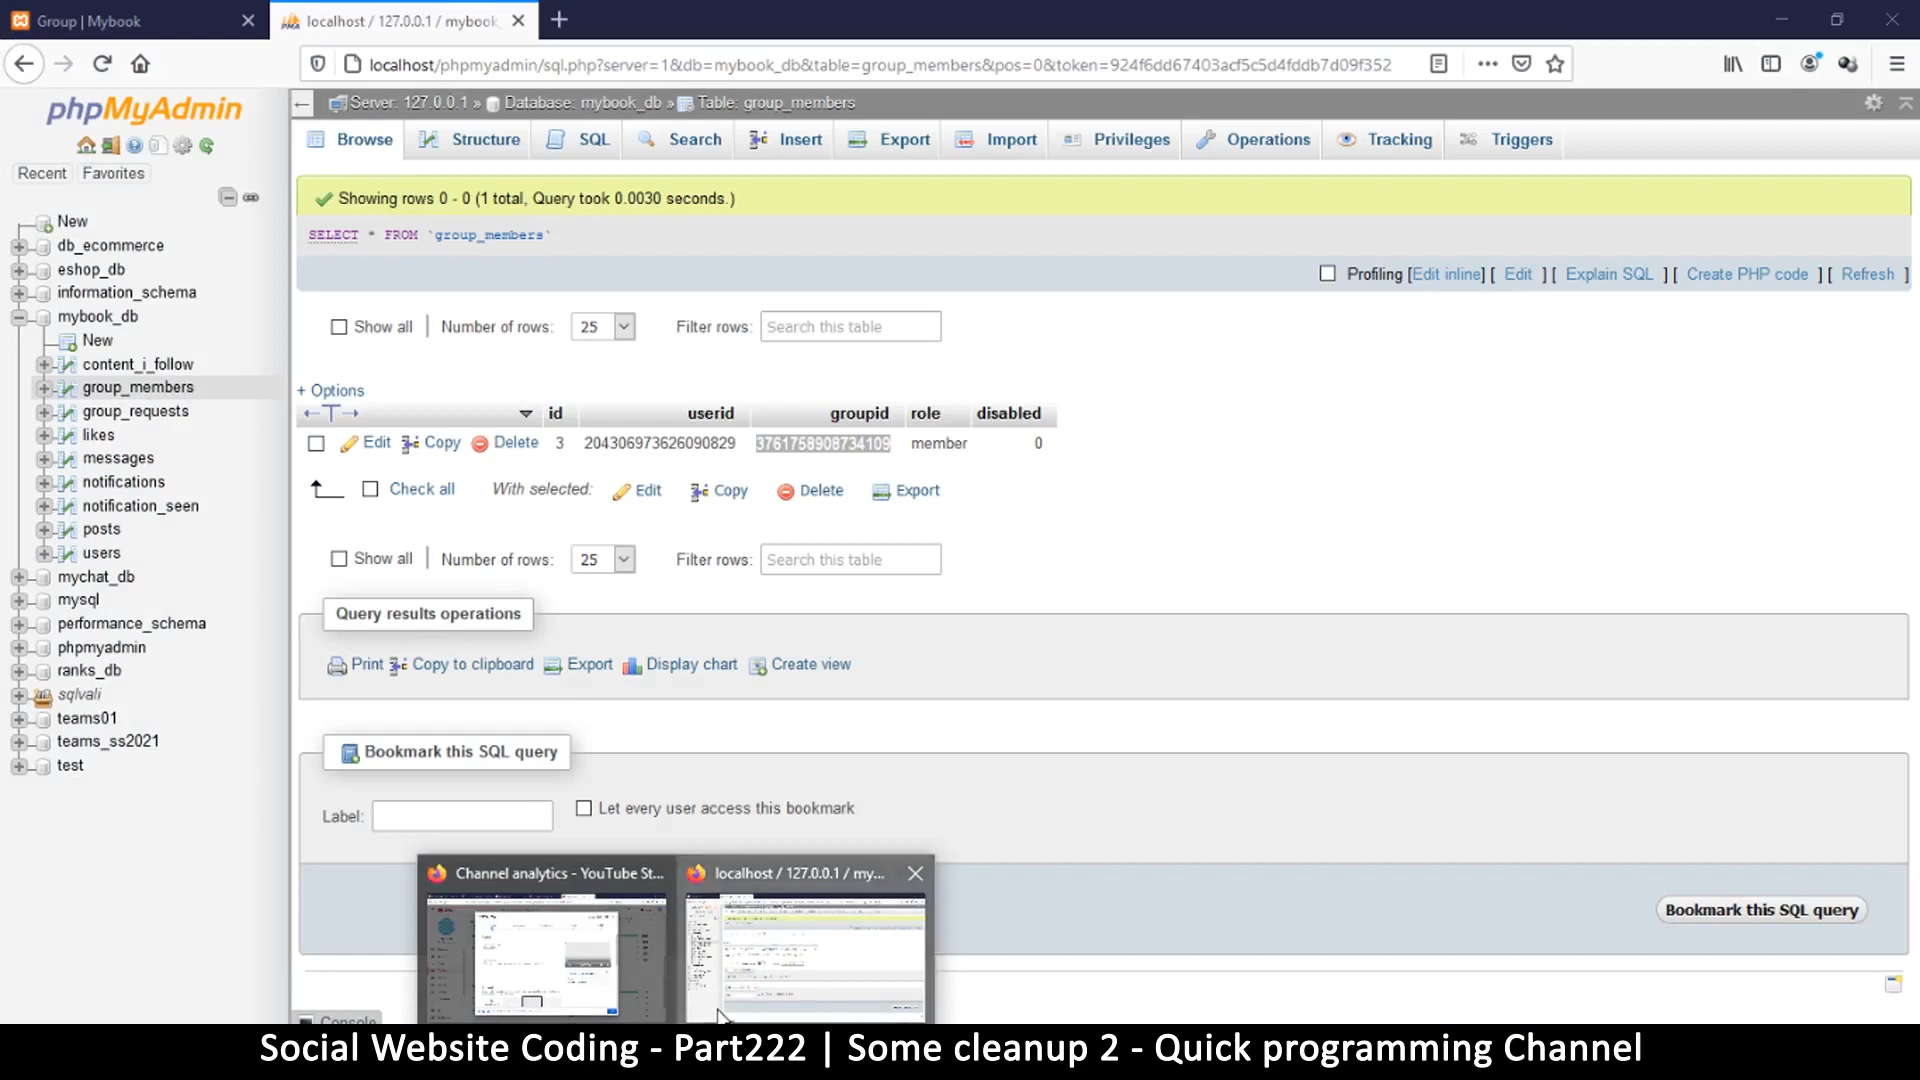 Group | Mybook
localhost / 127.0.0.1 / mybook
localhost/phpmyadmin/sql.php?server=1&db=mybook_db&table=group_members&pos=0&token=924f6dd67403acf5c5d4fddb7d09f352
phpMyAdmin
Recent Favorites
New
db_ecommerce
eshop_db
information_schema
mybook_db
New
content_i_follow
group_members
group_requests
likes
messages
notifications
notification_seen
posts
users
mychat_db
mysql
performance_schema
phpmyadmin
ranks_db
sqlvali
teams01
teams_ss2021
test
Server: 127.0.0.1 » Database: mybook_db » Table: group_members
Browse Structure SQL Search Insert Export Import Privileges Operations Tracking Triggers
Showing rows 0 - 0 (1 total, Query took 0.0030 seconds.)
SELECT * FROM `group_members`
Profiling [Edit inline] [ Edit ] [ Explain SQL ] [ Create PHP code ] [ Refresh ]
Show all | Number of rows: 25 Filter rows: Search this table
+ Options
←T→ id userid groupid role disabled
Edit Copy Delete 3 204306973626090829 3761758908734109 member 0
Check all With selected: Edit Copy Delete Export
Show all | Number of rows: 25 Filter rows: Search this table
Query results operations
Print Copy to clipboard Export Display chart Create view
Bookmark this SQL query
Label: Let every user access this bookmark
Channel analytics - YouTube St...
localhost / 127.0.0.1 / my...
Bookmark this SQL query
Console
Social Website Coding - Part222 | Some cleanup 2 - Quick programming Channel